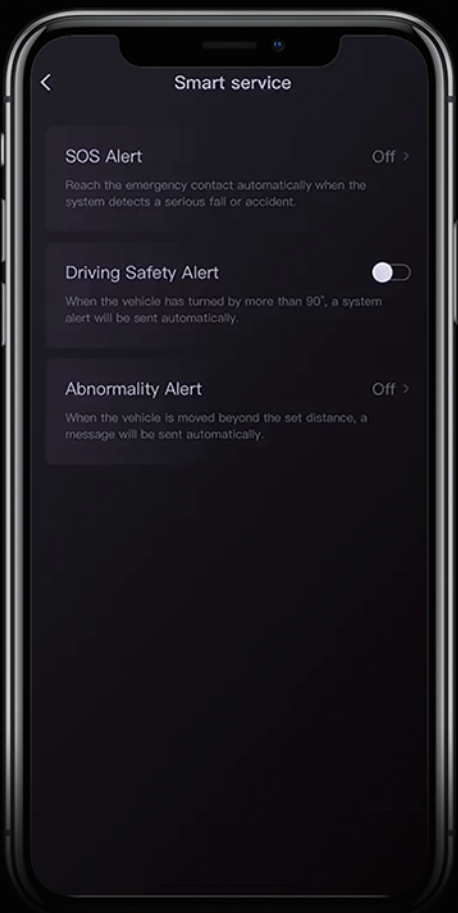 Smart service
SOS Alert
Off
Reach the emergency contact automatically when the
system detects a serious fall or accident.
Driving Safety Alert
When the vehicle has turned by more than 90°, a system
alert will be sent automatically.
Abnormality Alert
Off
When the vehicle is moved beyond the set distance, a
message will be sent automatically.